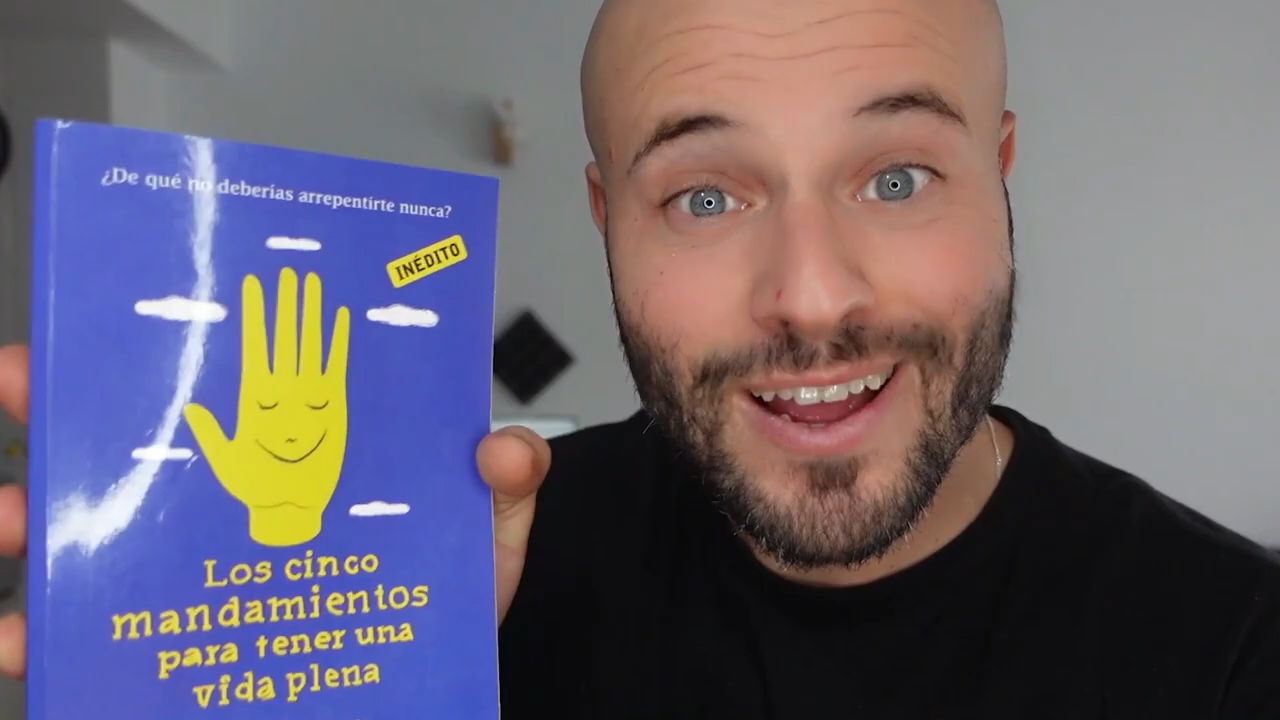 ¿De qué no deberías arrepentirte nunca?
INÉDITO
Los cinco
mandamientos
para tener una
vida plena